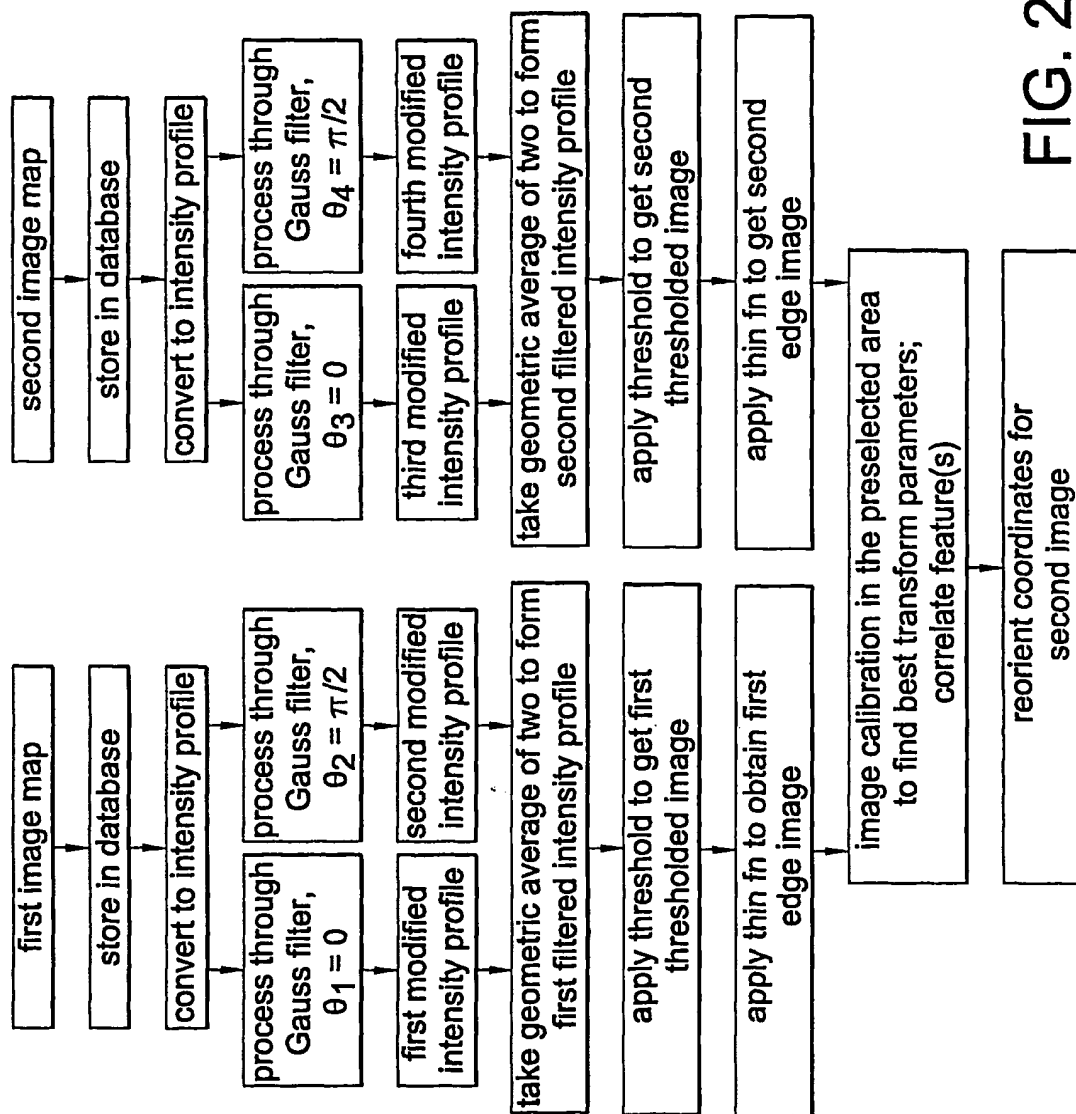 first image map
store in database
convert to intensity profile
process through
Gauss filter,
θ1 = 0
process through
Gauss filter,
θ2 = π/2
first modified
intensity profile
second modified
intensity profile
take geometric average of two to form
first filtered intensity profile
apply threshold to get first
thresholded image
apply thin fn to obtain first
edge image
second image map
store in database
convert to intensity profile
process through
Gauss filter,
θ3 = 0
process through
Gauss filter,
θ4 = π/2
third modified
intensity profile
fourth modified
intensity profile
take geometric average of two to form
second filtered intensity profile
apply threshold to get second
thresholded image
apply thin fn to get second
edge image
image calibration in the preselected area
to find best transform parameters;
correlate feature(s)
reorient coordinates for
second image
FIG. 2